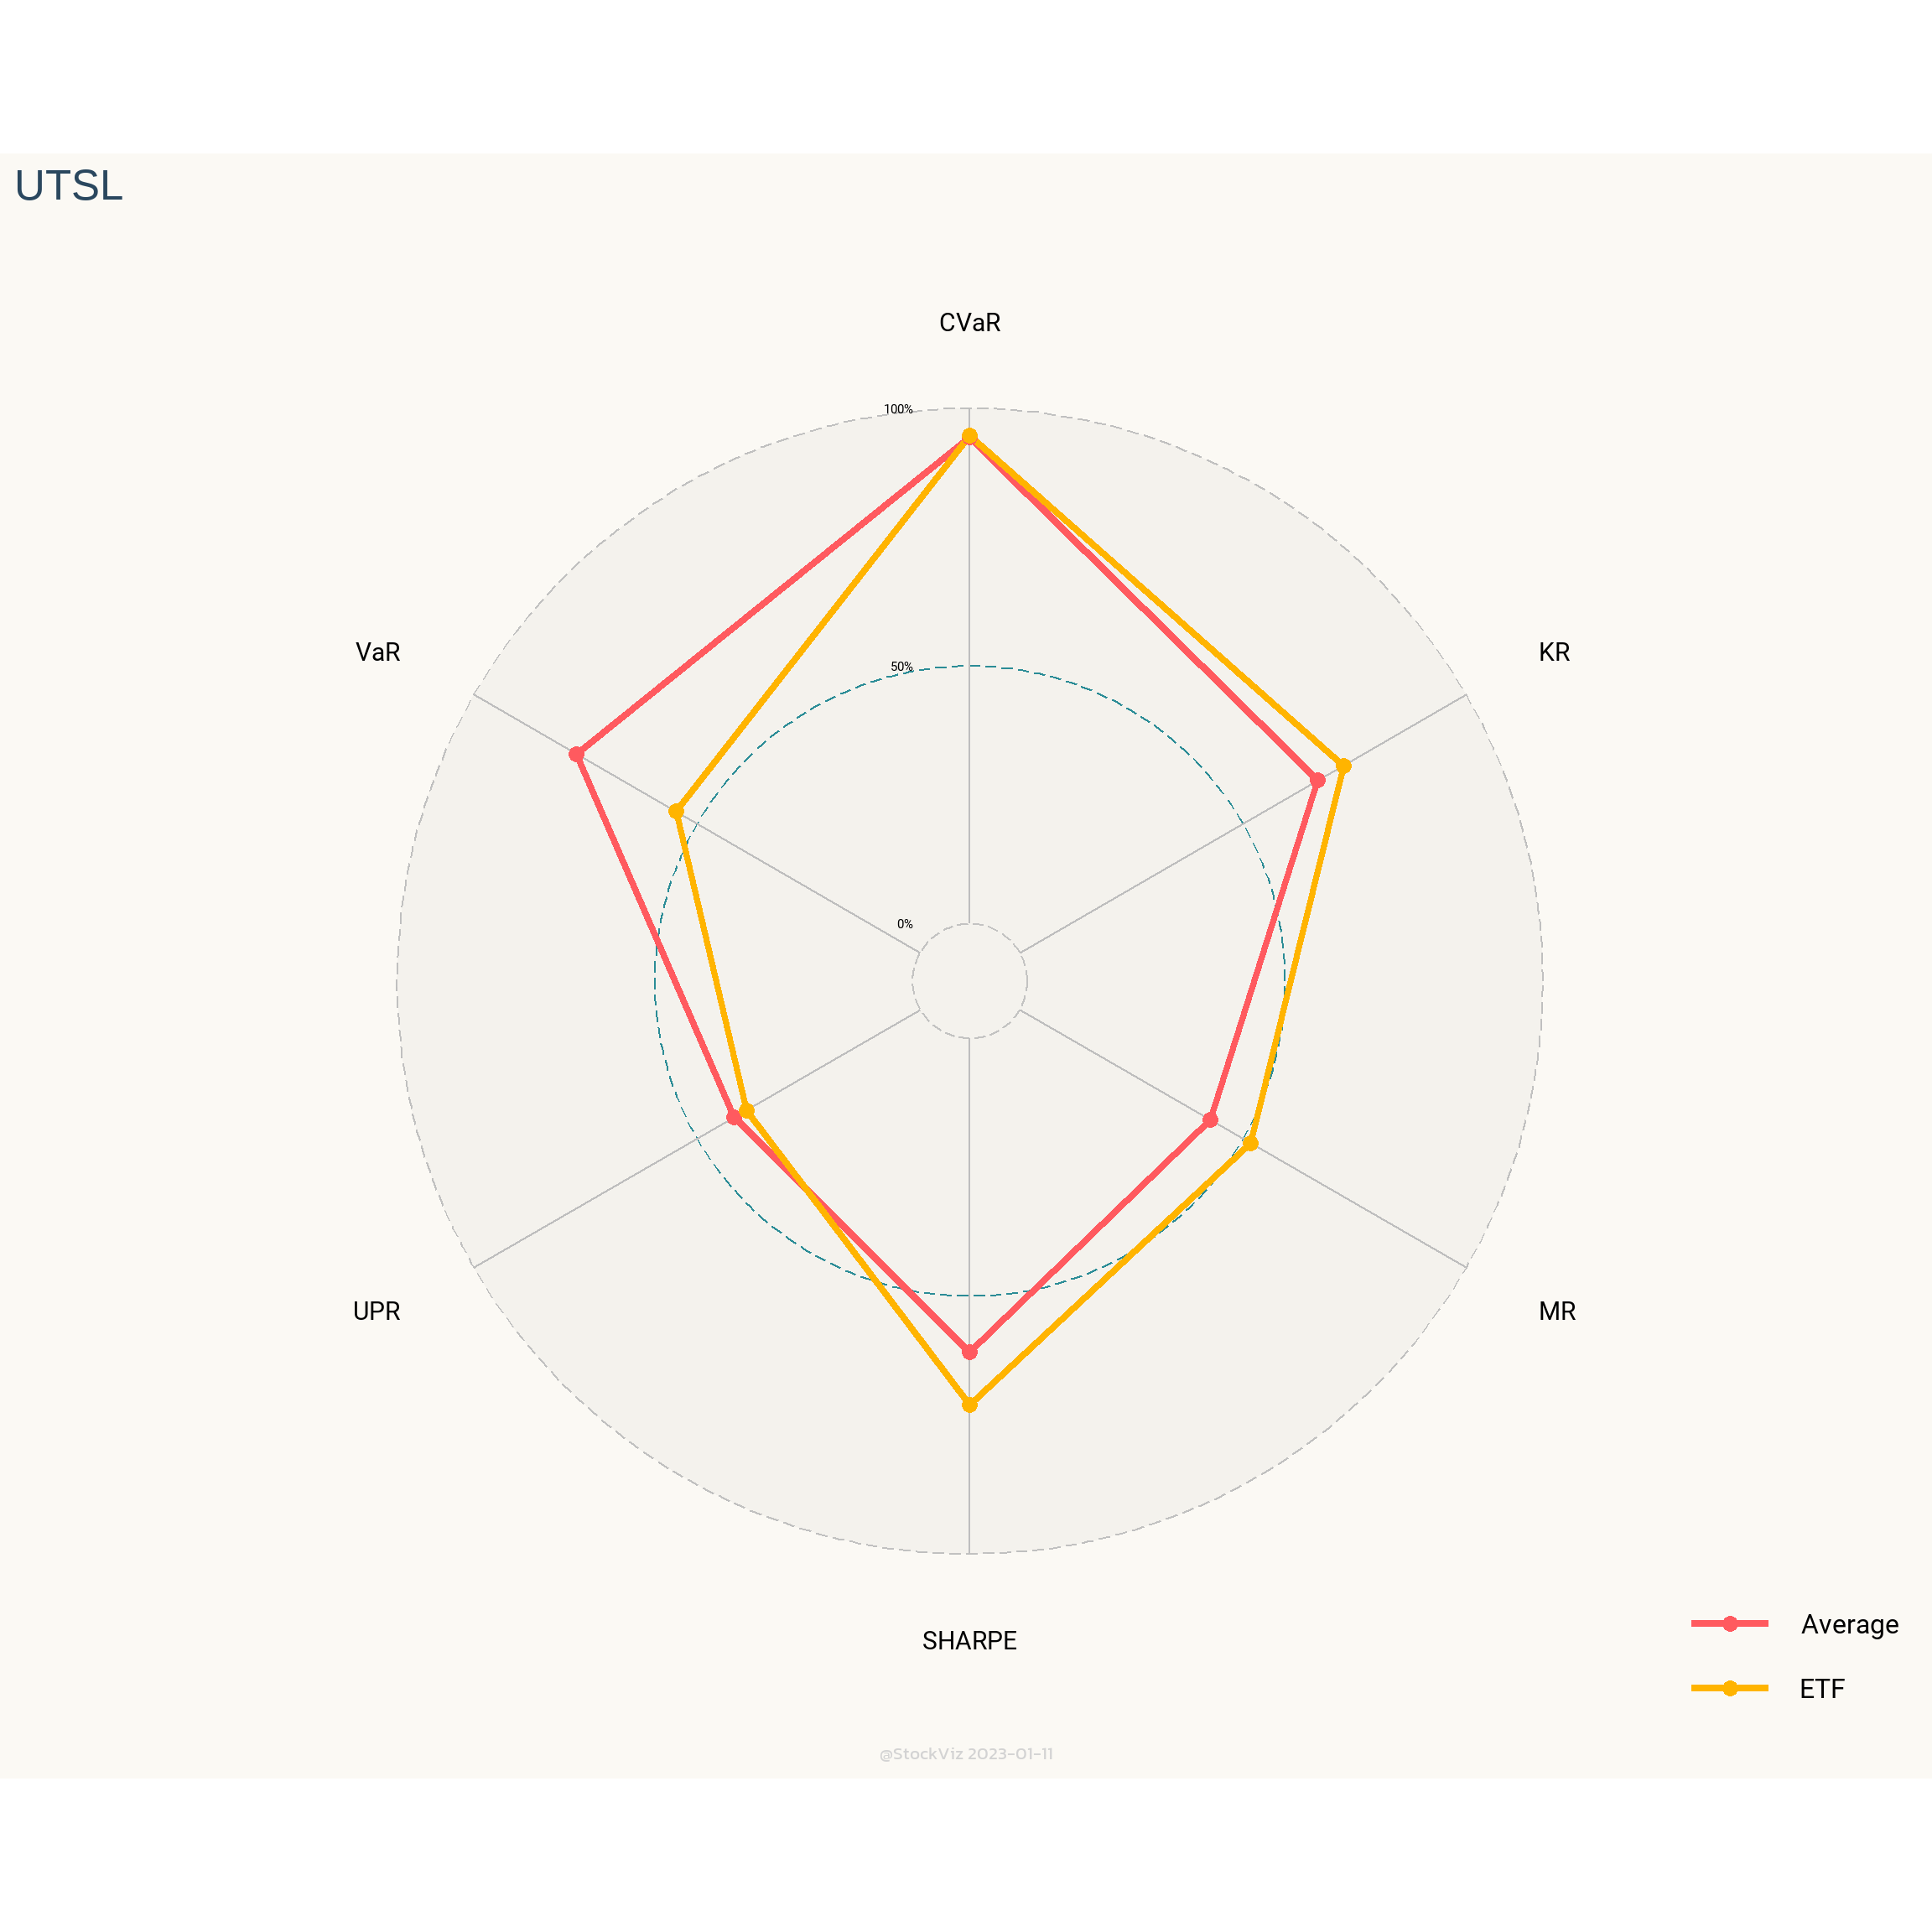 UTSL
CVaR
100%
VaR
KR
50%
0%
UPR
MR
SHARPE
Average
ETF
@StockViz 2023-01-11